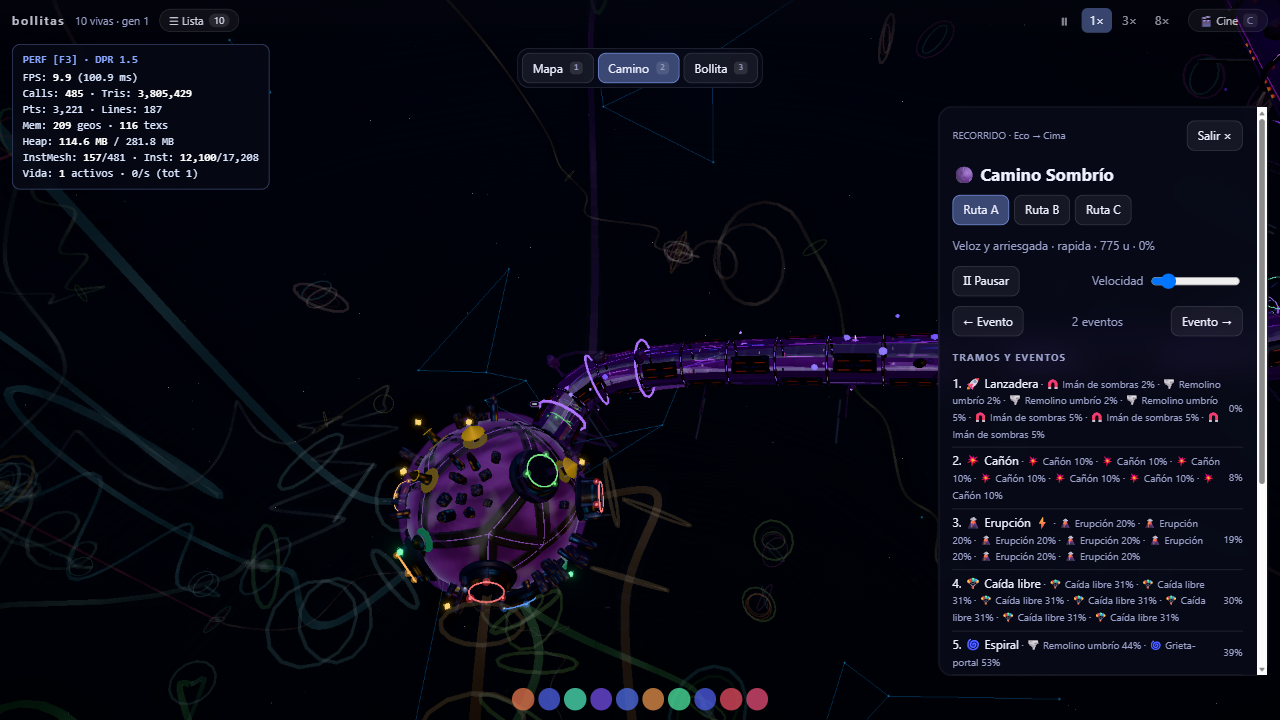 bollitas 10 vivas · gen 1 ☰ Lista 10
II 1× 3× 8× 🎬 Cine C
PERF [F3] · DPR 1.5
FPS: 9.9 (100.9 ms)
Calls: 485 · Tris: 3,805,429
Pts: 3,221 · Lines: 187
Mem: 209 geos · 116 texs
Heap: 114.6 MB / 281.8 MB
InstMesh: 157/481 · Inst: 12,100/17,208
Vida: 1 activos · 0/s (tot 1)
Mapa 1 Camino 2 Bollita 3
RECORRIDO · Eco → Cima Salir ×
Camino Sombrío
Ruta A Ruta B Ruta C
Veloz y arriesgada · rapida · 775 u · 0%
II Pausar Velocidad
← Evento 2 eventos Evento →
TRAMOS Y EVENTOS
1. 🚀 Lanzadera · 🧲 Imán de sombras 2% · 🌪 Remolino
umbrío 2% · 🌪 Remolino umbrío 2% · 🌪 Remolino umbrío
5% · 🧲 Imán de sombras 5% · 🧲 Imán de sombras 5% · 🧲
Imán de sombras 5%
0%
2. 💥 Cañón · 💥 Cañón 10% · 💥 Cañón 10% · 💥 Cañón
10% · 💥 Cañón 10% · 💥 Cañón 10% · 💥 Cañón 10% · 💥
Cañón 10%
8%
3. 🌋 Erupción ⚡ · 🌋 Erupción 20% · 🌋 Erupción
20% · 🌋 Erupción 20% · 🌋 Erupción 20% · 🌋 Erupción
20% · 🌋 Erupción 20% · 🌋 Erupción 20%
19%
4. 🪂 Caída libre · 🪂 Caída libre 31% · 🪂 Caída libre
31% · 🪂 Caída libre 31% · 🪂 Caída libre 31% · 🪂 Caída
libre 31% · 🪂 Caída libre 31% · 🪂 Caída libre 31%
30%
5. 🌀 Espiral · 🌪 Remolino umbrío 44% · 🌀 Grieta-
portal 53%
39%